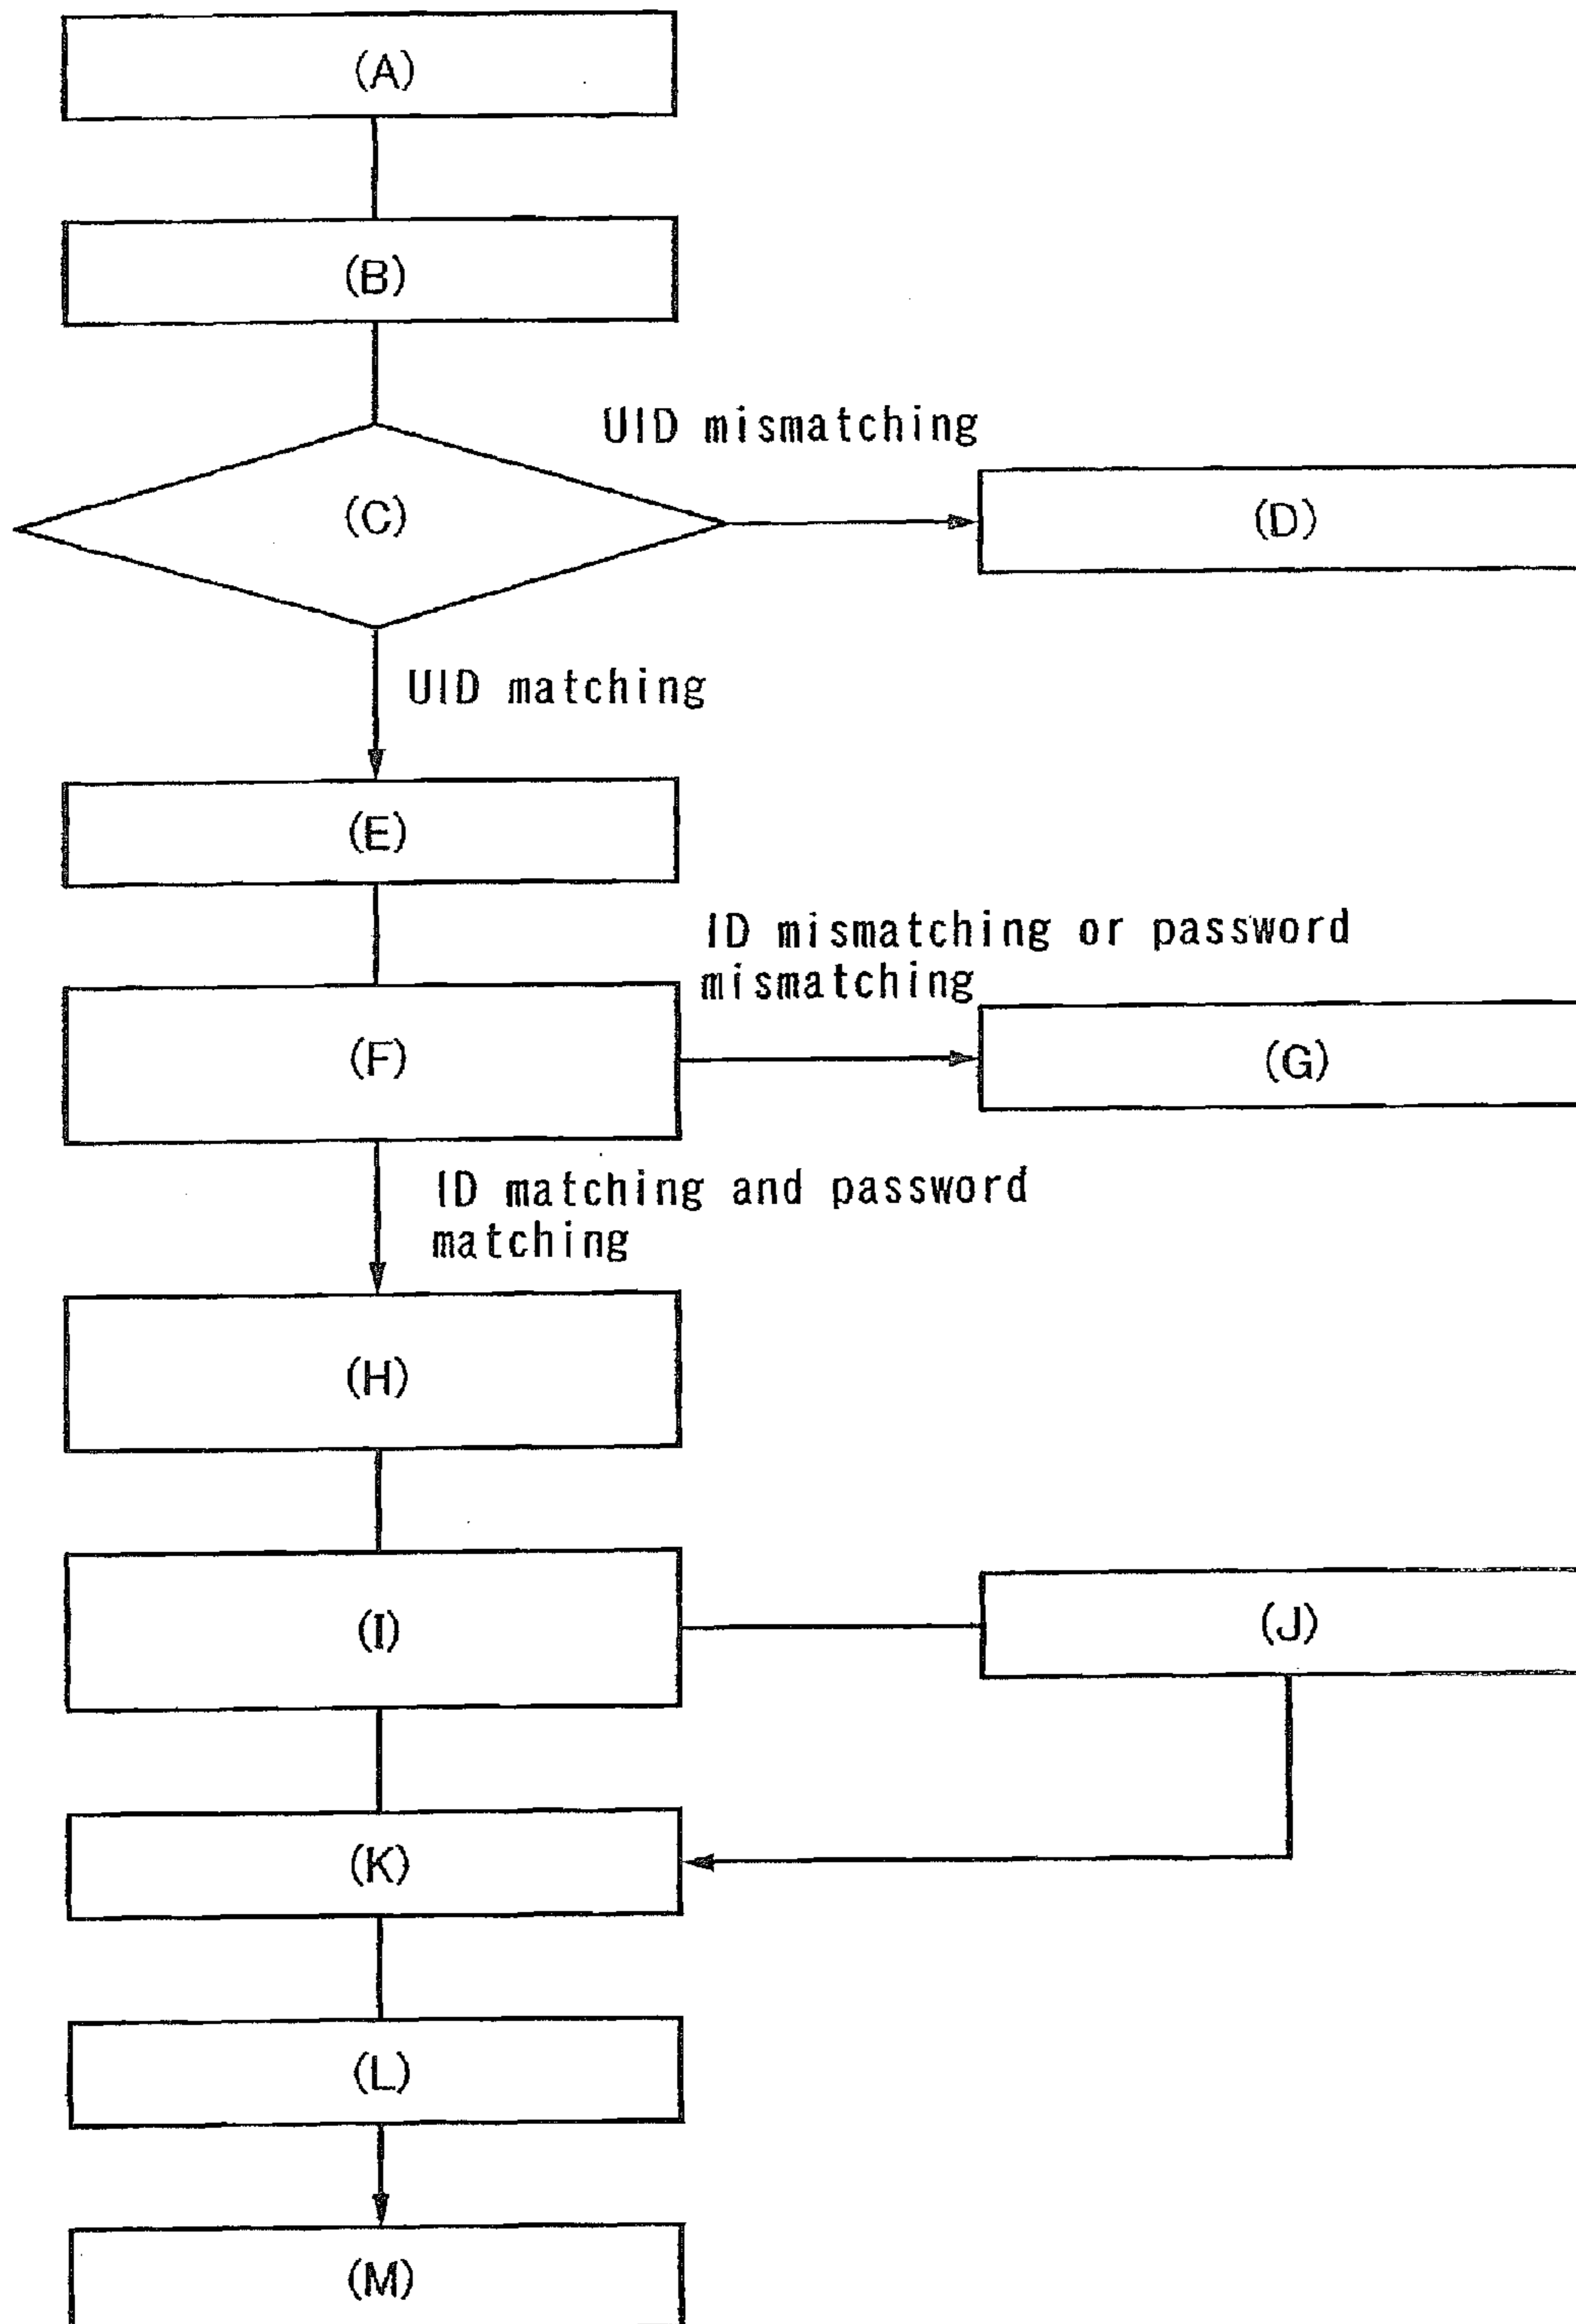 (A)
(B)
UID mismatching
(C)
(D)
UID matching
(E)
ID mismatching or password
mismatching
(F)
(G)
ID matching and password
matching
(H)
(I)
(J)
(K)
(L)
(M)